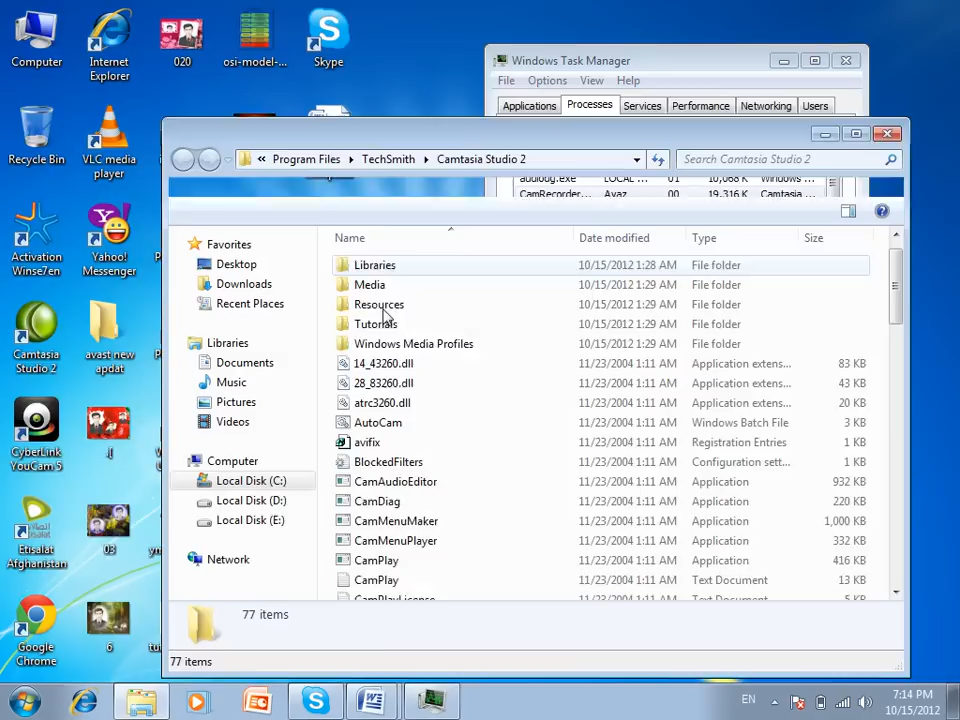 Computer
Internet
Explorer
020
osi-model-...
Skype
Recycle Bin
VLC media
player
Activation
Winse7en
Yahoo!
Messenger
Camtasia
Studio 2
avast new
apdat
CyberLink
YouCam 5
Etisalat
Afghanistan
03
Google
Chrome
6
Windows Task Manager
File Options View Help
Applications Processes Services Performance Networking Users
« Program Files TechSmith Camtasia Studio 2
Search Camtasia Studio 2
CamRecorder... Ayaz 00 19,316 K Camtasia
Favorites
Desktop
Downloads
Recent Places
Libraries
Documents
Music
Pictures
Videos
Computer
Local Disk (C:)
Local Disk (D:)
Local Disk (E:)
Network
Name Date modified Type Size
Libraries 10/15/2012 1:28 AM File folder
Media 10/15/2012 1:29 AM File folder
Resources 10/15/2012 1:29 AM File folder
Tutorials 10/15/2012 1:29 AM File folder
Windows Media Profiles 10/15/2012 1:29 AM File folder
14_43260.dll 11/23/2004 1:11 AM Application extens... 83 KB
28_83260.dll 11/23/2004 1:11 AM Application extens... 43 KB
atrc3260.dll 11/23/2004 1:11 AM Application extens... 20 KB
AutoCam 11/23/2004 1:11 AM Windows Batch File 3 KB
avifix 11/23/2004 1:11 AM Registration Entries 1 KB
BlockedFilters 11/23/2004 1:11 AM Configuration sett... 1 KB
CamAudioEditor 11/23/2004 1:11 AM Application 932 KB
CamDiag 11/23/2004 1:11 AM Application 220 KB
CamMenuMaker 11/23/2004 1:11 AM Application 1,000 KB
CamMenuPlayer 11/23/2004 1:11 AM Application 332 KB
CamPlay 11/23/2004 1:11 AM Application 416 KB
CamPlay 11/23/2004 1:11 AM Text Document 13 KB
CamPlayLicense 11/23/2004 1:11 AM Text Document 5 KB
77 items
77 items
EN
7:14 PM
10/15/2012